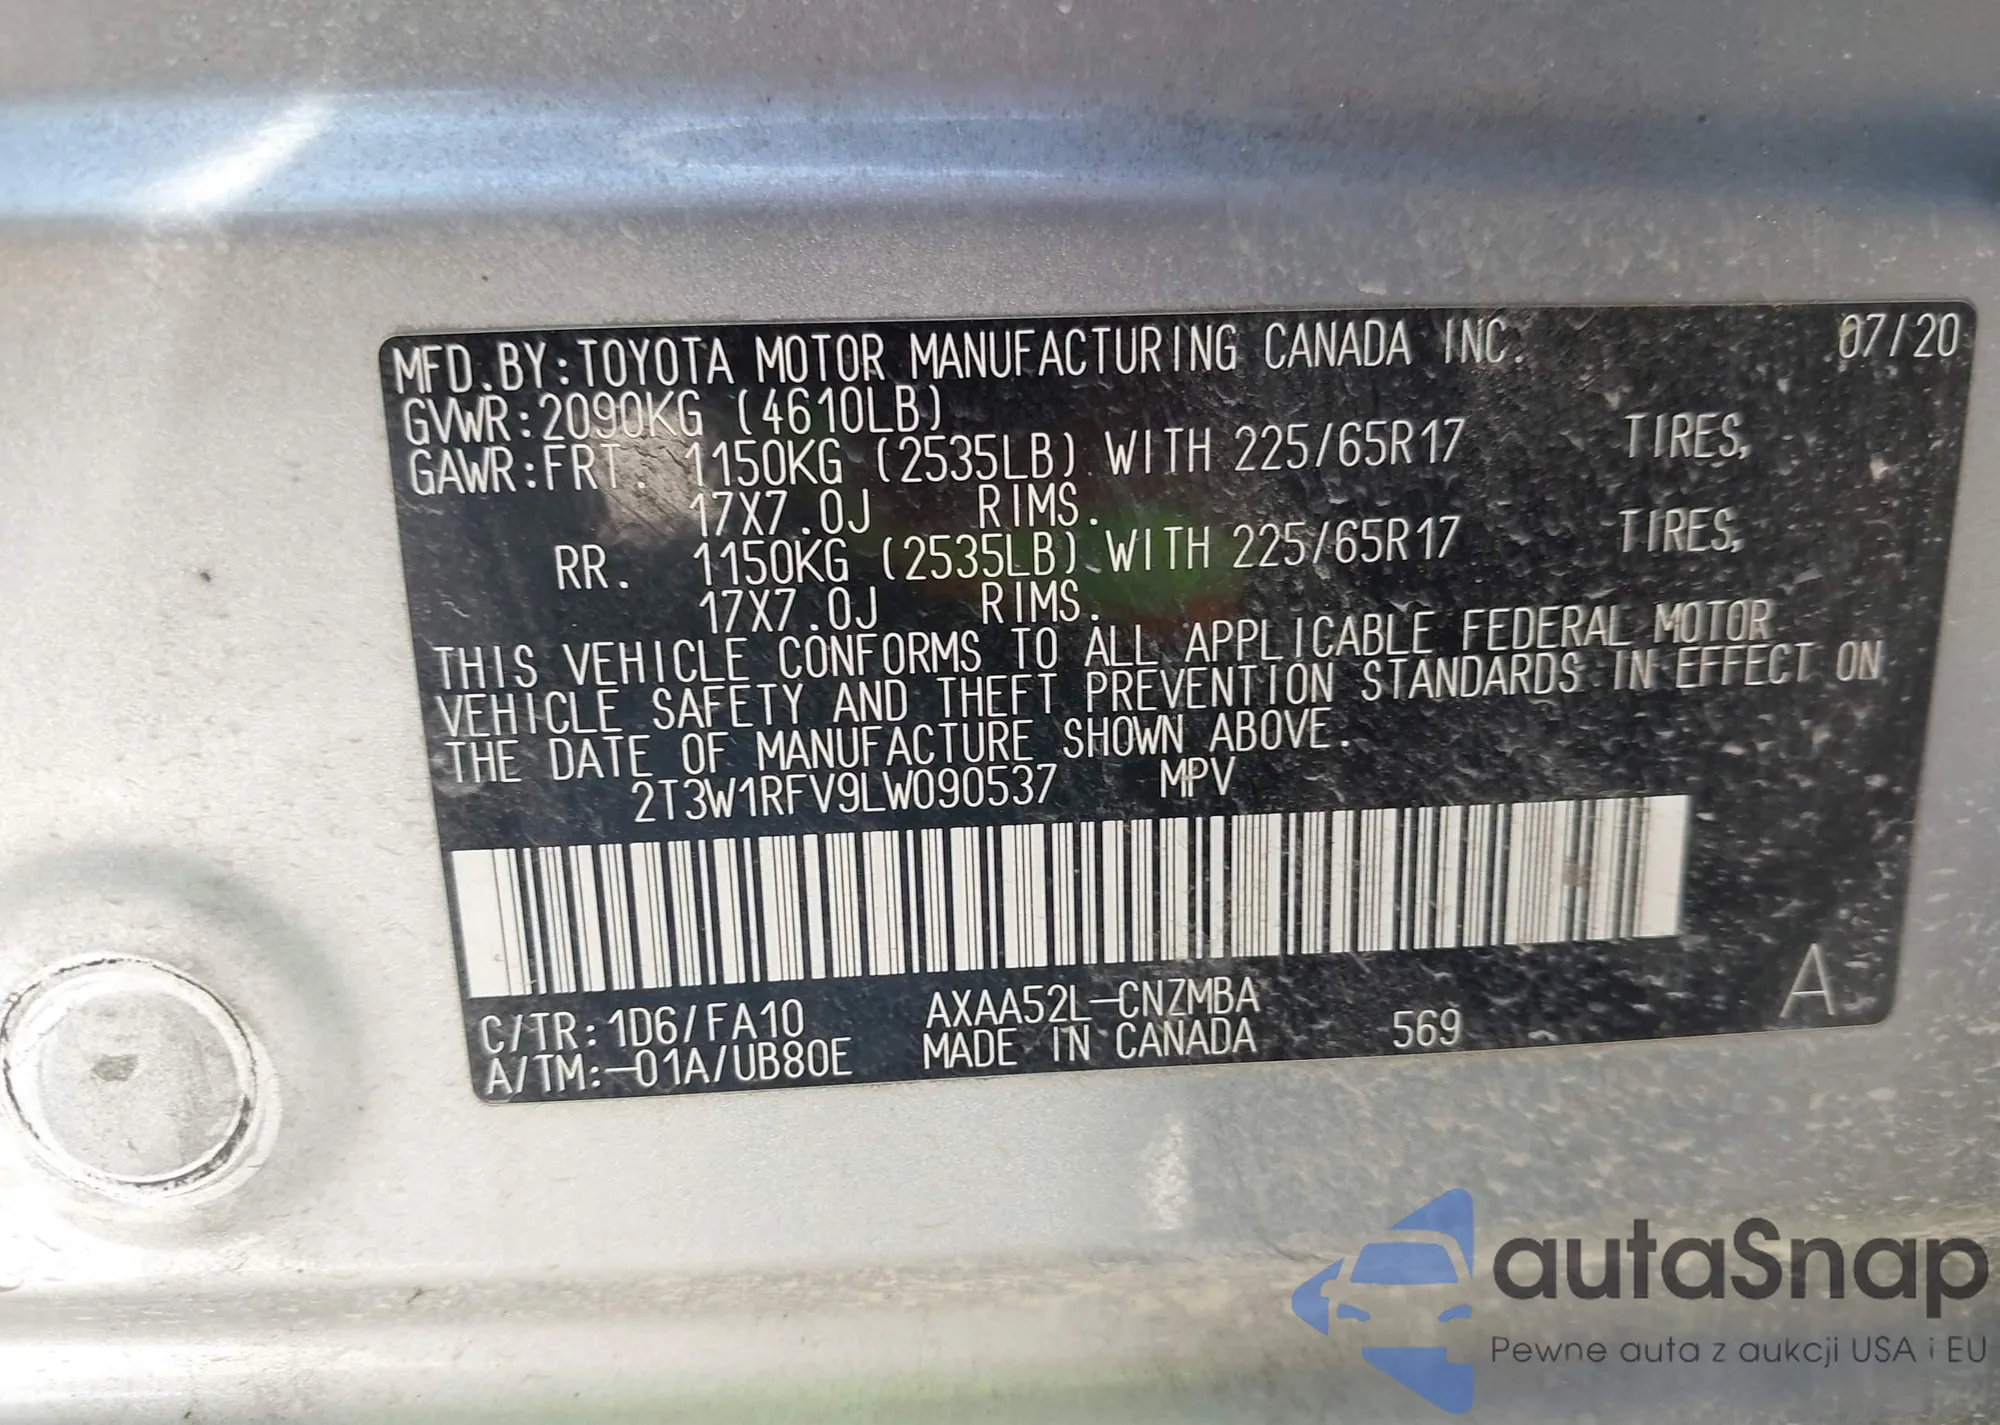 MFD.BY:TOYOTA MOTOR MANUFACTURING CANADA INC. 07/20
GVWR:2090KG (4610LB)
GAWR:FRT. 1150KG (2535LB) WITH 225/65R17 TIRES,
17X7.0J RIMS.
RR. 1150KG (2535LB) WITH 225/65R17 TIRES,
17X7.0J RIMS.
THIS VEHICLE CONFORMS TO ALL APPLICABLE FEDERAL MOTOR
VEHICLE SAFETY AND THEFT PREVENTION STANDARDS IN EFFECT ON
THE DATE OF MANUFACTURE SHOWN ABOVE.
2T3W1RFV9LW090537 MPV
C/TR:1D6/FA10 AXAA52L-CNZMBA A
A/TM:-01A/UB80E MADE IN CANADA 569
autaSnap
Pewne auta z aukcji USA i EU